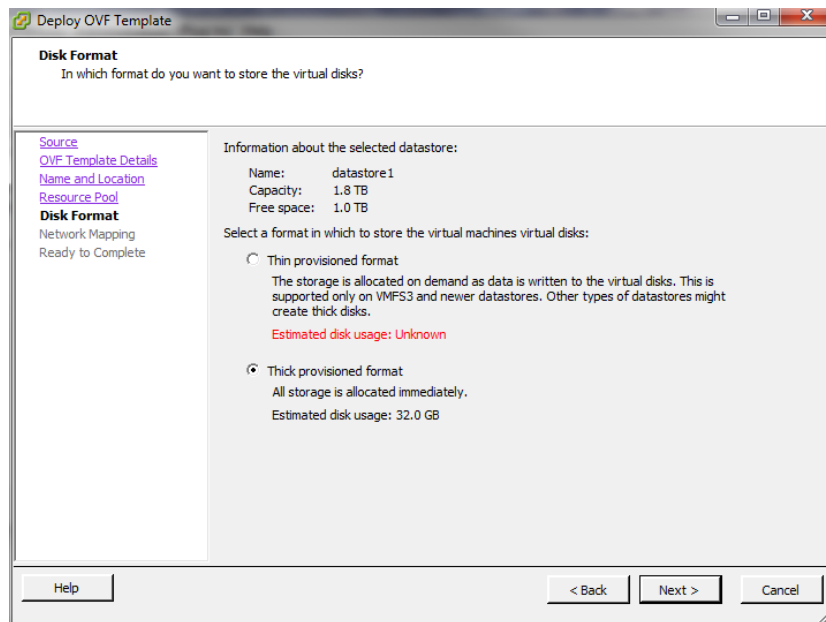 Deploy OVF Template
Disk Format
In which format do you want to store the virtual disks?
Source
OVF Template Details
Name and Location
Resource Pool
Disk Format
Network Mapping
Ready to Complete
Information about the selected datastore:
Name: datastore1
Capacity: 1.8 TB
Free space: 1.0 TB
Select a format in which to store the virtual machines virtual disks:
Thin provisioned format
The storage is allocated on demand as data is written to the virtual disks. This is
supported only on VMFS3 and newer datastores. Other types of datastores might
create thick disks.
Estimated disk usage: Unknown
Thick provisioned format
All storage is allocated immediately.
Estimated disk usage: 32.0 GB
Help
< Back
Next >
Cancel